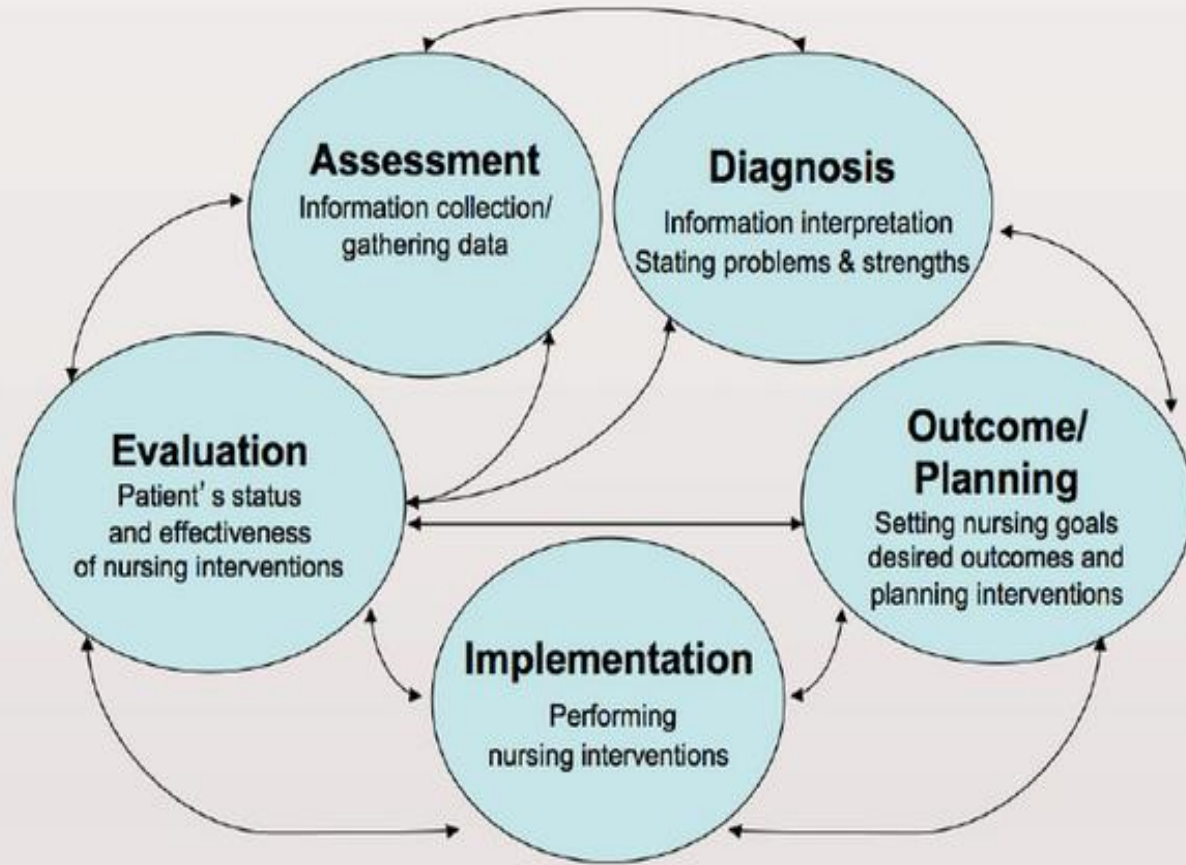 Assessment
Information collection/
gathering data
Diagnosis
Information interpretation
Stating problems & strengths
Evaluation
Patient's status
and effectiveness
of nursing interventions
Outcome/
Planning
Setting nursing goals
desired outcomes and
planning interventions
Implementation
Performing
nursing interventions